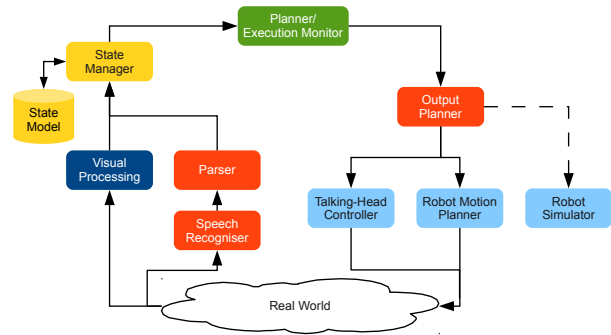 Planner/
Execution Monitor
State
Manager
State
Model
Output
Planner
Visual
Processing
Parser
Talking-Head
Controller
Robot Motion
Planner
Robot
Simulator
Speech
Recogniser
Real World